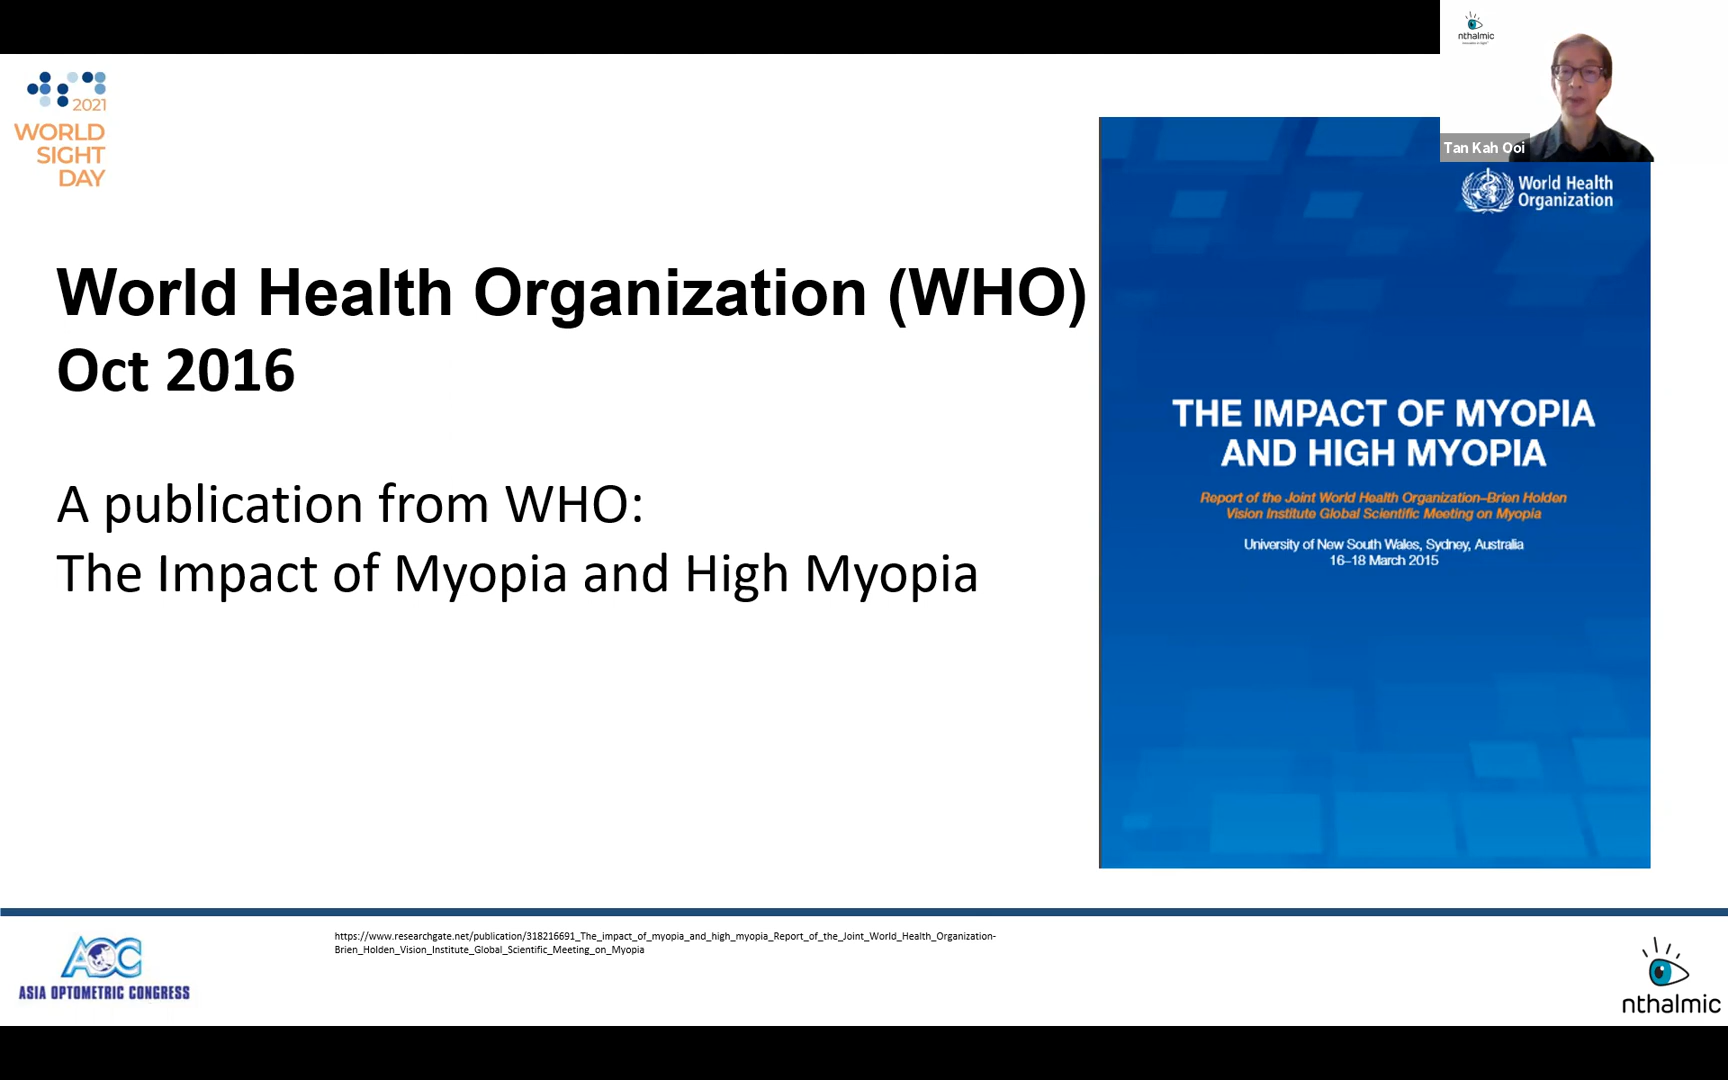 nthalmic
Tan Kah Ooi
2021
WORLD
SIGHT
DAY
World Health Organization (WHO)
Oct 2016
A publication from WHO:
The Impact of Myopia and High Myopia
World Health
Organization
THE IMPACT OF MYOPIA
AND HIGH MYOPIA
Report of the Joint World Health Organization–Brien Holden
Vision Institute Global Scientific Meeting on Myopia
University of New South Wales, Sydney, Australia
16–18 March 2015
https://www.researchgate.net/publication/318216691_The_impact_of_myopia_and_high_myopia_Report_of_the_Joint_World_Health_Organization-
Brien_Holden_Vision_Institute_Global_Scientific_Meeting_on_Myopia
AOC
ASIA OPTOMETRIC CONGRESS
nthalmic